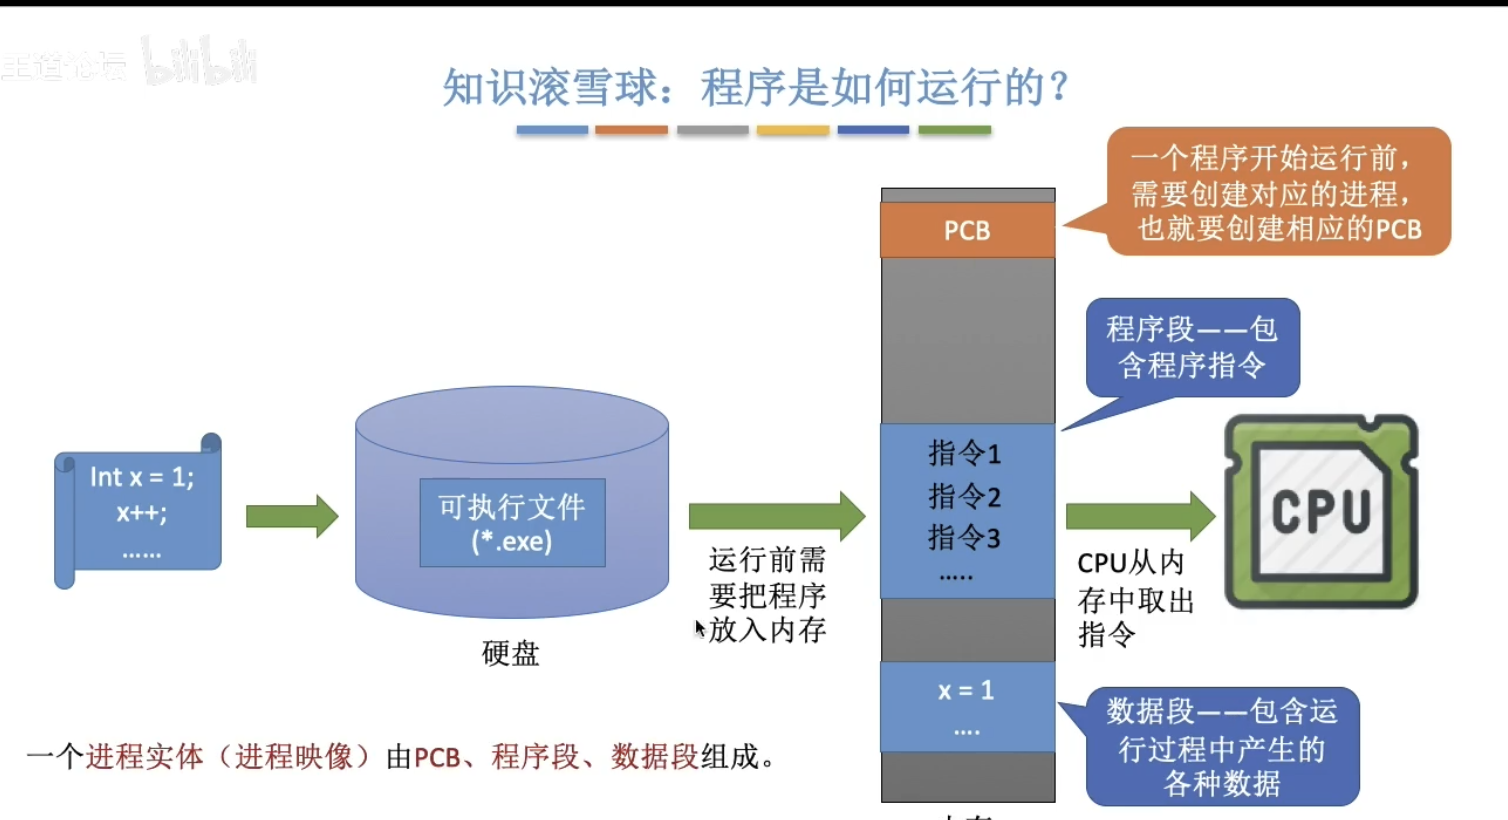 王道论坛 bilibili
知识滚雪球：程序是如何运行的？
一个程序开始运行前，
需要创建对应的进程，
也就要创建相应的PCB
PCB
程序段——包
含程序指令
Int x = 1;
x++;
......
可执行文件
(*.exe)
硬盘
运行前需
要把程序
放入内存
指令1
指令2
指令3
.....
CPU从内
存中取出
指令
CPU
x = 1
....
数据段——包含运
行过程中产生的
各种数据
一个进程实体（进程映像）由PCB、程序段、数据段组成。